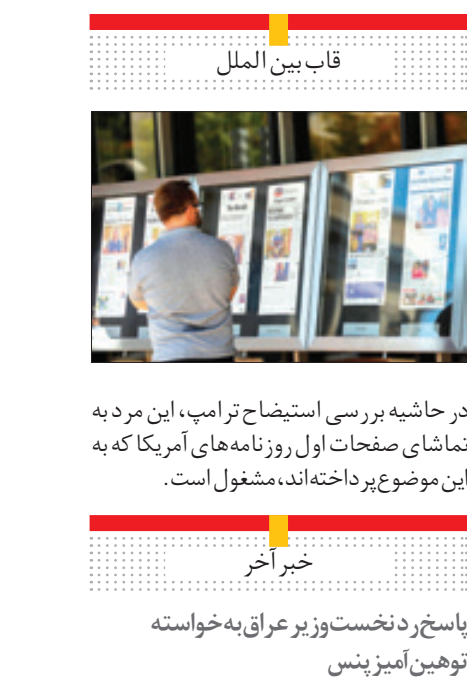 قاب بین الملل
در حاشیه بررسی استیضاح ترامپ، این مرد به
تماشای صفحات اول روزنامه‌های آمریکا که به
این موضوع پرداخته‌اند، مشغول است.
خبر آخر
پاسخ رد نخست‌وزیر عراق به خواسته
توهین‌آمیز پنس